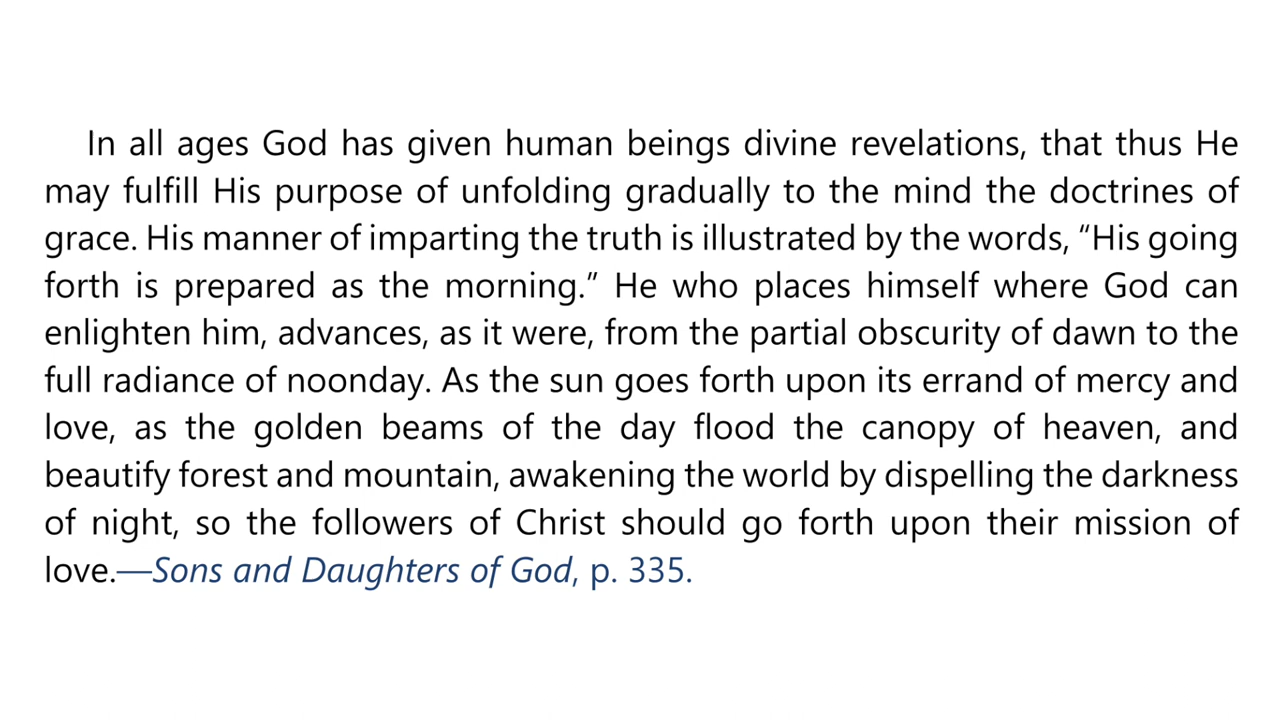 In all ages God has given human beings divine revelations, that thus He
may fulfill His purpose of unfolding gradually to the mind the doctrines of
grace. His manner of imparting the truth is illustrated by the words, “His going
forth is prepared as the morning.” He who places himself where God can
enlighten him, advances, as it were, from the partial obscurity of dawn to the
full radiance of noonday. As the sun goes forth upon its errand of mercy and
love, as the golden beams of the day flood the canopy of heaven, and
beautify forest and mountain, awakening the world by dispelling the darkness
of night, so the followers of Christ should go forth upon their mission of
love.—Sons and Daughters of God, p. 335.